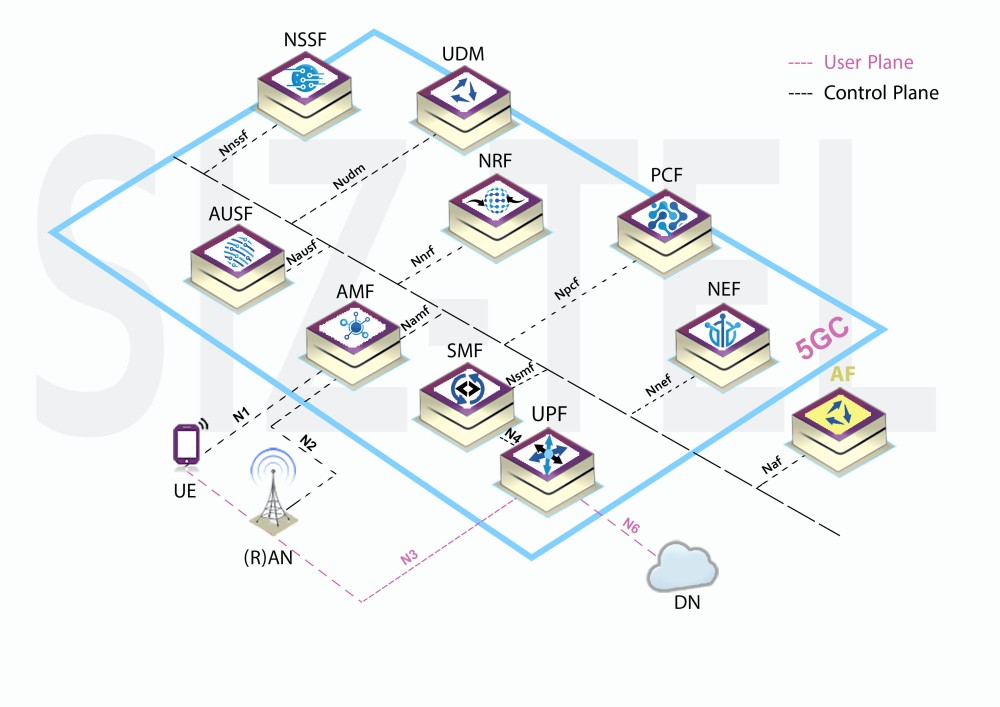 NSSF
UDM
User Plane
Control Plane
Nnssf
NRF
Nudm
PCF
AUSF
Nausf
Nnrf
Npcf
AMF
NEF
Namf
5GC
SMF
Nsmf
AF
Nnef
UPF
N1
N4
N2
Naf
UE
N6
(R)AN
N3
DN
SIZ-TEL